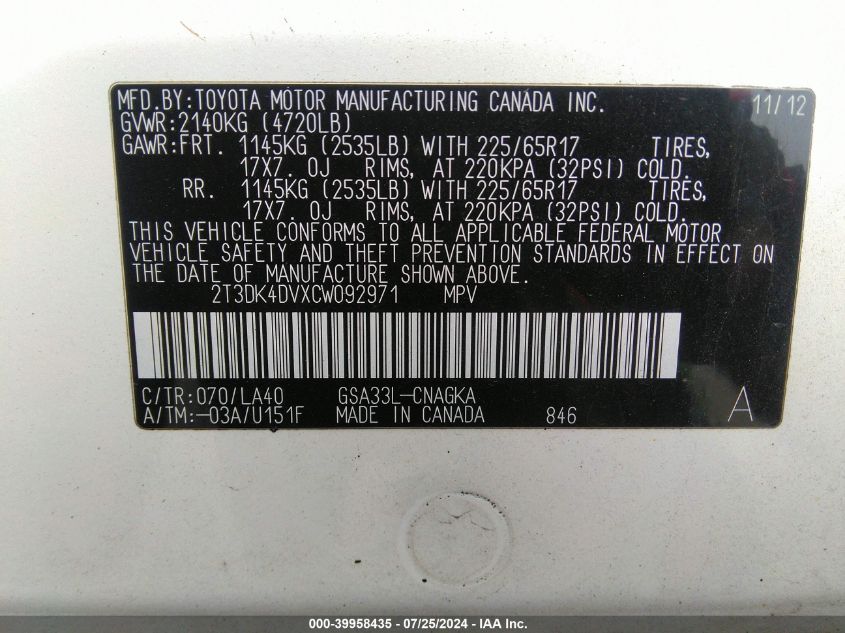 MFD.BY:TOYOTA MOTOR MANUFACTURING CANADA INC. 11/12
GVWR:2140KG (4720LB)
GAWR:FRT. 1145KG (2535LB) WITH 225/65R17 TIRES,
17X7.0J RIMS, AT 220KPA (32PSI) COLD.
RR. 1145KG (2535LB) WITH 225/65R17 TIRES,
17X7.0J RIMS, AT 220KPA (32PSI) COLD.
THIS VEHICLE CONFORMS TO ALL APPLICABLE FEDERAL MOTOR
VEHICLE SAFETY AND THEFT PREVENTION STANDARDS IN EFFECT ON
THE DATE OF MANUFACTURE SHOWN ABOVE.
2T3DK4DVXCW092971 MPV
C/TR:070/LA40 GSA33L-CNAGKA
A/TM:-03A/U151F MADE IN CANADA 846 A
000-39958435 - 07/25/2024 - IAA Inc.